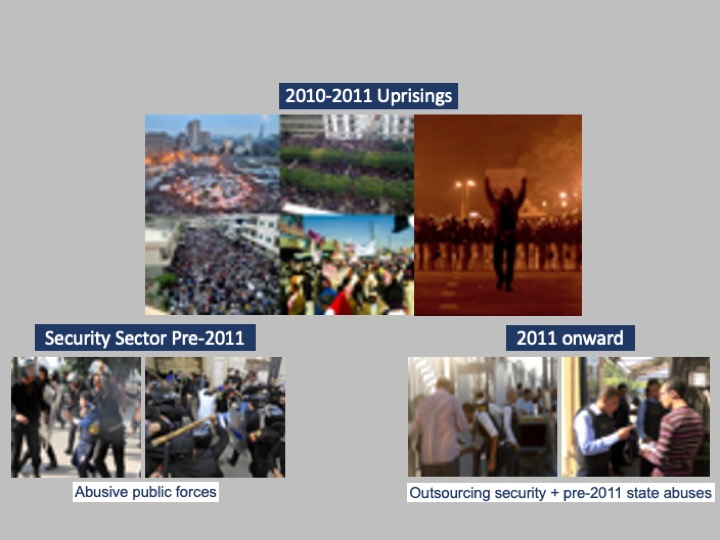 2010-2011 Uprisings
Security Sector Pre-2011
2011 onward
Abusive public forces
Outsourcing security + pre-2011 state abuses